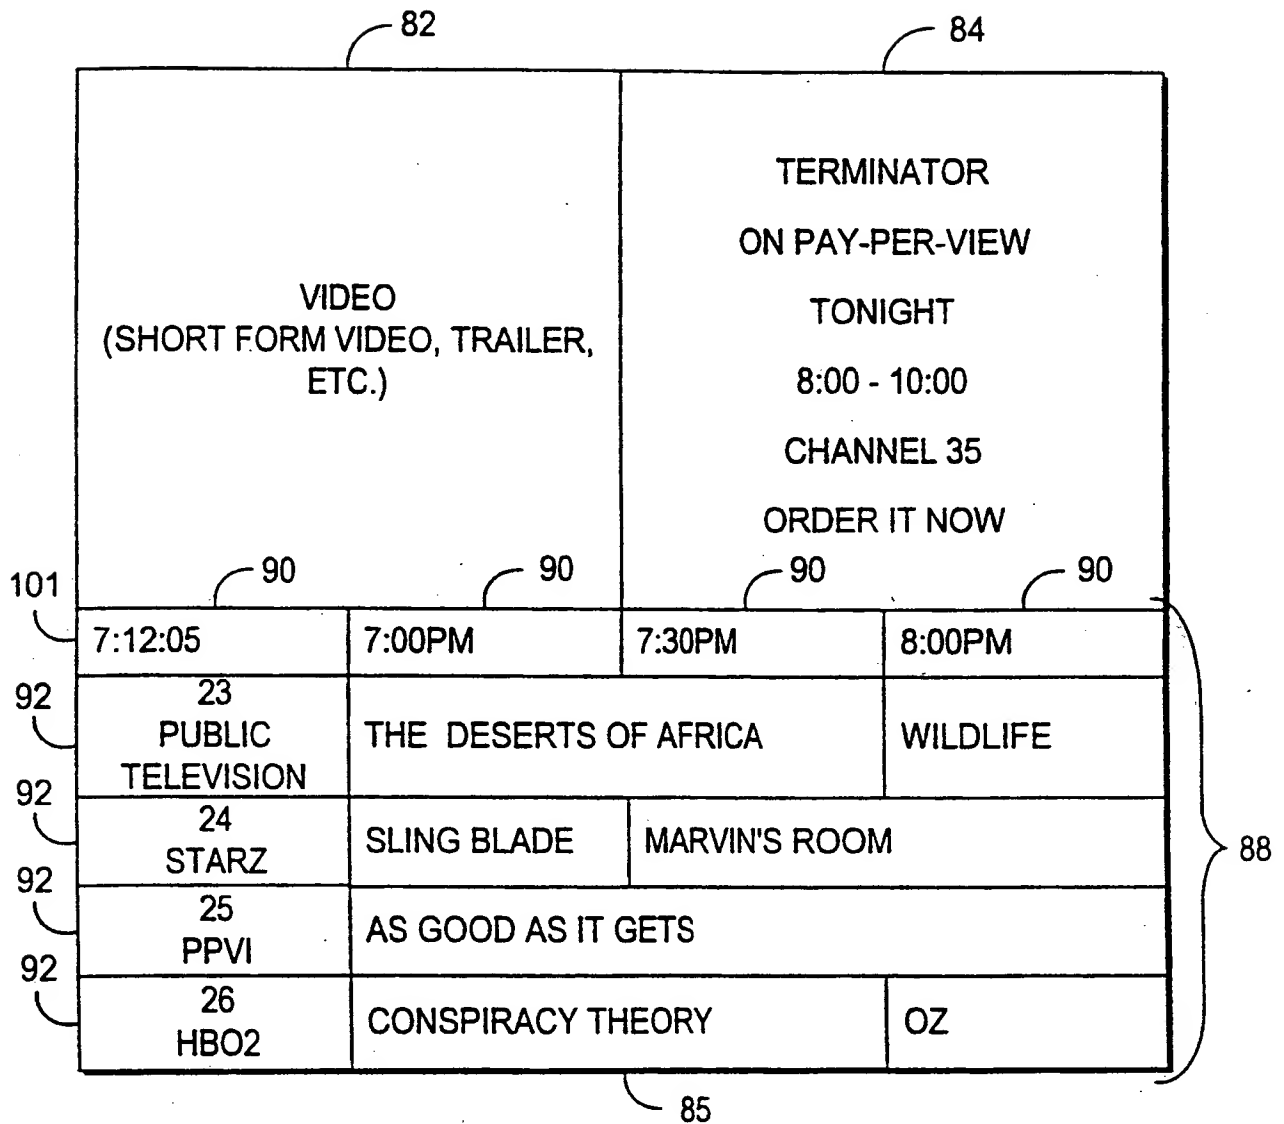 82
84
VIDEO
(SHORT FORM VIDEO, TRAILER,
ETC.)
TERMINATOR
ON PAY-PER-VIEW
TONIGHT
8:00 - 10:00
CHANNEL 35
ORDER IT NOW
101
90
90
90
90
7:12:05
7:00PM
7:30PM
8:00PM
92
23
PUBLIC
TELEVISION
THE DESERTS OF AFRICA
WILDLIFE
92
24
STARZ
SLING BLADE
MARVIN'S ROOM
88
92
25
PPVI
AS GOOD AS IT GETS
92
26
HBO2
CONSPIRACY THEORY
OZ
85